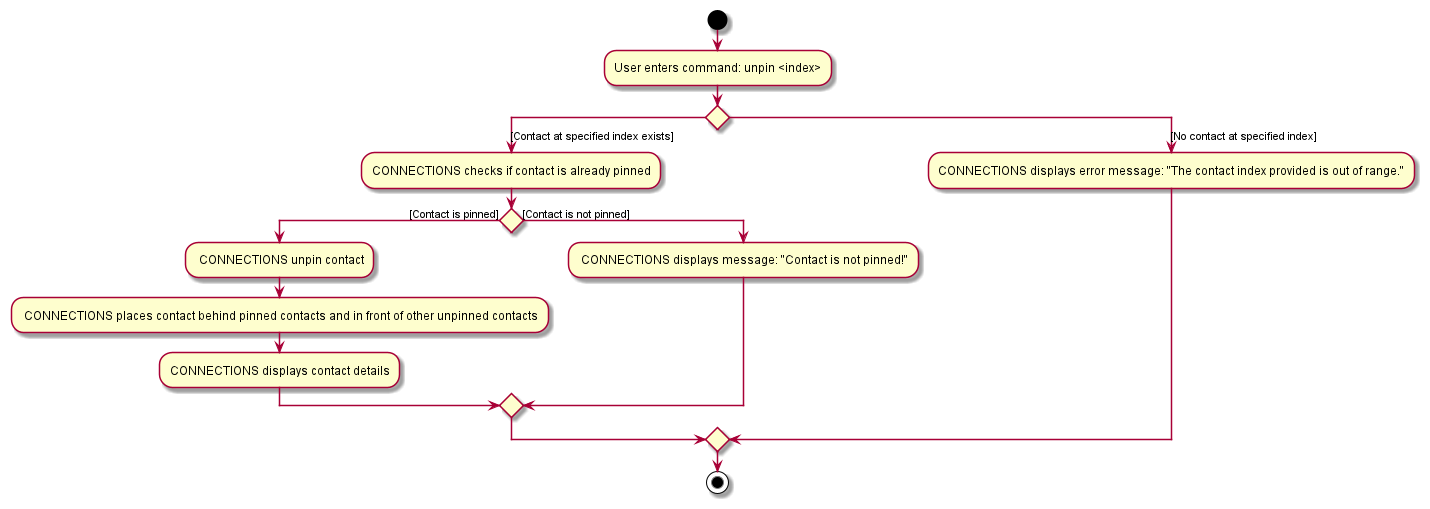 User enters command: unpin <index>
[Contact at specified index exists]
[No contact at specified index]
CONNECTIONS checks if contact is already pinned
CONNECTIONS displays error message: "The contact index provided is out of range."
[Contact is pinned]
[Contact is not pinned]
CONNECTIONS unpin contact
CONNECTIONS displays message: "Contact is not pinned!"
CONNECTIONS places contact behind pinned contacts and in front of other unpinned contacts
CONNECTIONS displays contact details